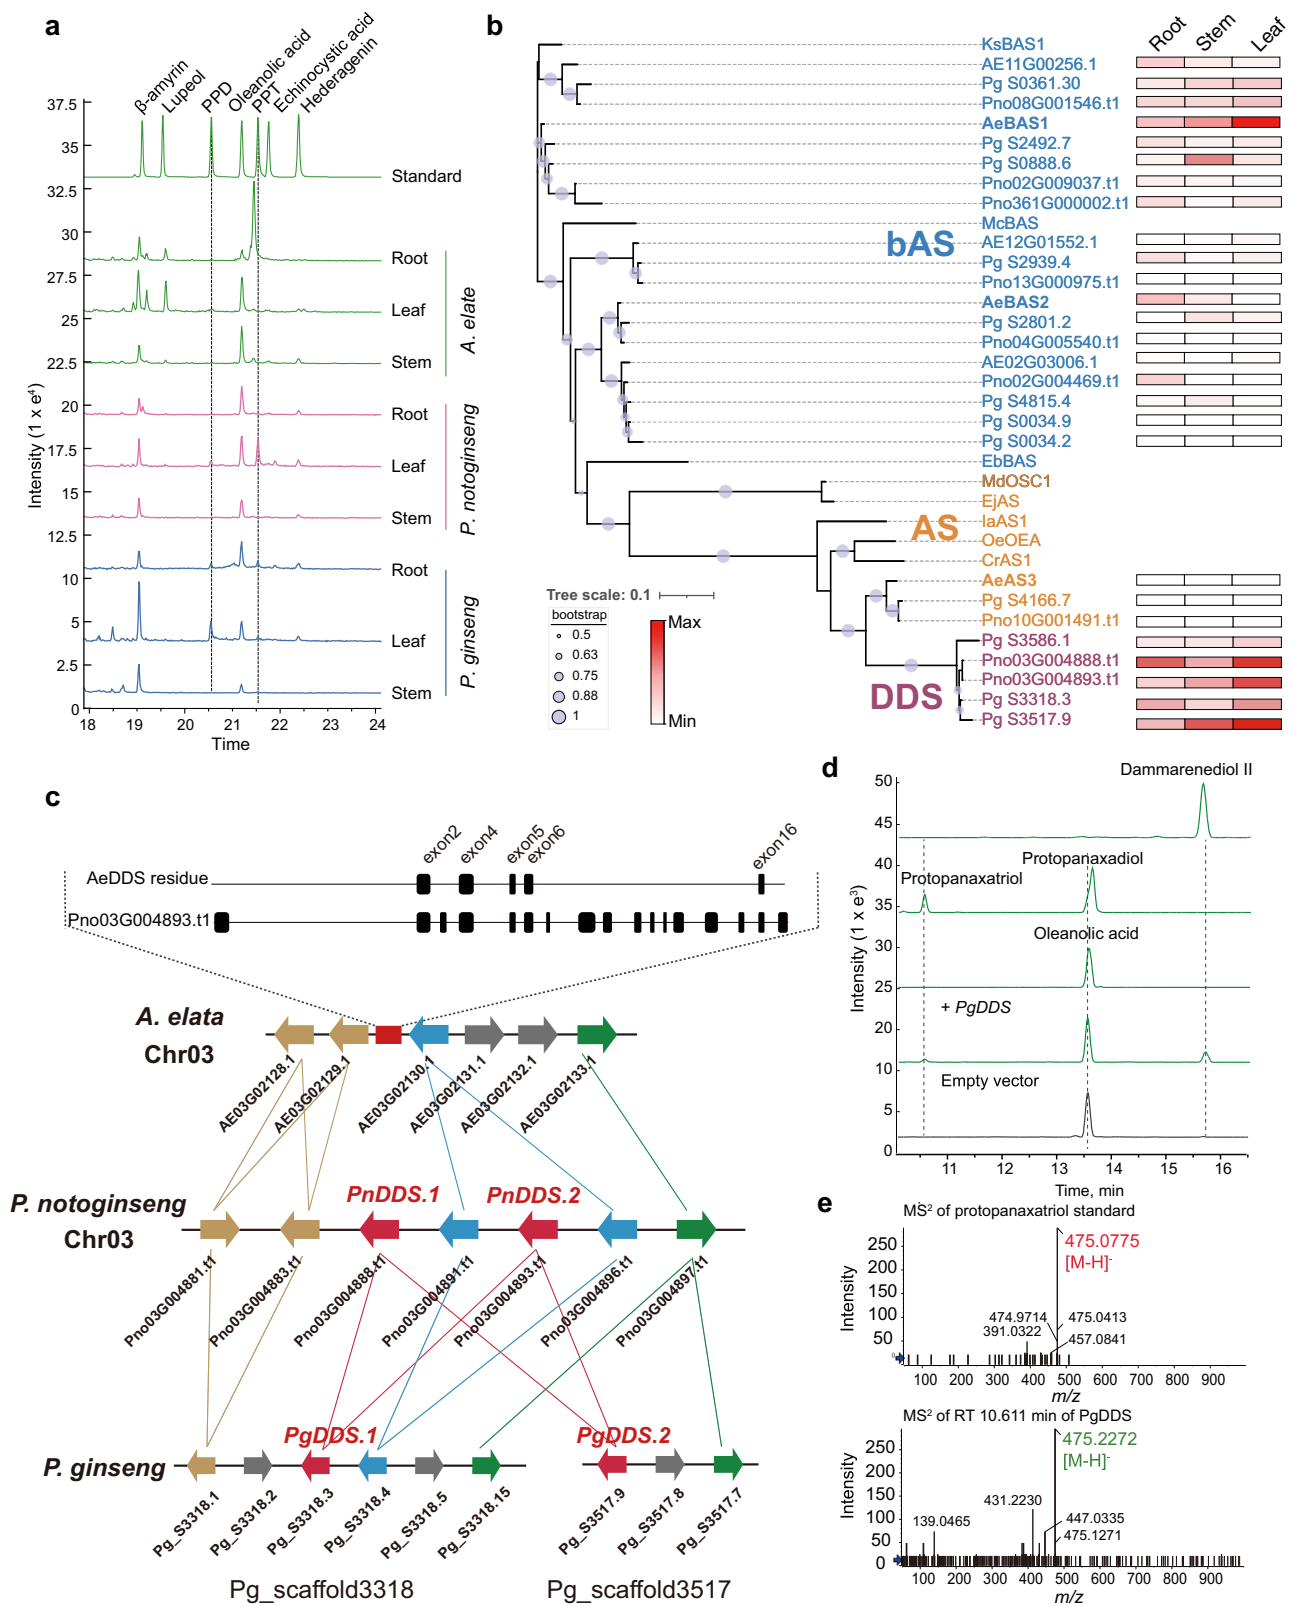 a
β-amyrin
Lupeol
PPD
Oleanolic acid
PPT
Echinocystic acid
Hederagenin
37.5
35
32.5
30
27.5
25
22.5
20
17.5
15
12.5
10
5
2.5
0
Intensity (1 x e⁴)
Standard
Root
Leaf
Stem
A. elate
Root
Leaf
Stem
P. notoginseng
Root
Leaf
Stem
P. ginseng
18 19 20 21 22 23 24
Time
b
Root Stem Leaf
KsBAS1
AE11G00256.1
Pg S0361.30
Pno08G001546.t1
AeBAS1
Pg S2492.7
Pg S0888.6
Pno02G009037.t1
Pno361G000002.t1
McBAS
AE12G01552.1
Pg S2939.4
Pno13G000975.t1
AeBAS2
Pg S2801.2
Pno04G005540.t1
AE02G03006.1
Pno02G004469.t1
Pg S4815.4
Pg S0034.9
Pg S0034.2
EbBAS
MdOSC1
EjAS
IaAS1
OeOEA
CrAS1
AeAS3
Pg S4166.7
Pno10G001491.t1
Pg S3586.1
Pno03G004888.t1
Pno03G004893.t1
Pg S3318.3
Pg S3517.9
bAS
AS
DDS
Tree scale: 0.1
bootstrap
0.5
0.63
0.75
0.88
1
Max
Min
c
exon2
exon4
exon5
exon6
exon16
AeDDS residue
Pno03G004893.t1
A. elata
Chr03
AE03G02128.1
AE03G02129.1
AE03G02130.1
AE03G02131.1
AE03G02132.1
AE03G02133.1
P. notoginseng
Chr03
PnDDS.1
PnDDS.2
Pno03G004881.t1
Pno03G004883.t1
Pno03G004888.t1
Pno03G004891.t1
Pno03G004893.t1
Pno03G004896.t1
Pno03G004897.t1
PgDDS.1
PgDDS.2
P. ginseng
Pg_S3318.1
Pg_S3318.2
Pg_S3318.3
Pg_S3318.4
Pg_S3318.5
Pg_S3318.15
Pg_S3517.9
Pg_S3517.8
Pg_S3517.7
Pg_scaffold3318
Pg_scaffold3517
d
Dammarenediol II
Protopanaxadiol
Protopanaxatriol
Oleanolic acid
+ PgDDS
Empty vector
50
45
40
35
30
25
20
10
5
0
Intensity (1 x e³)
11 12 13 14 15 16
Time, min
e
MS² of protopanaxatriol standard
475.0775
[M-H]⁻
474.9714
475.0413
391.0322
457.0841
250
200
150
100
50
0
Intensity
100 200 300 400 500 600 700 800 900
m/z
MS² of RT 10.611 min of PgDDS
475.2272
[M-H]⁻
431.2230
139.0465
447.0335
475.1271
250
200
150
100
50
0
Intensity
100 200 300 400 500 600 700 800 900
m/z